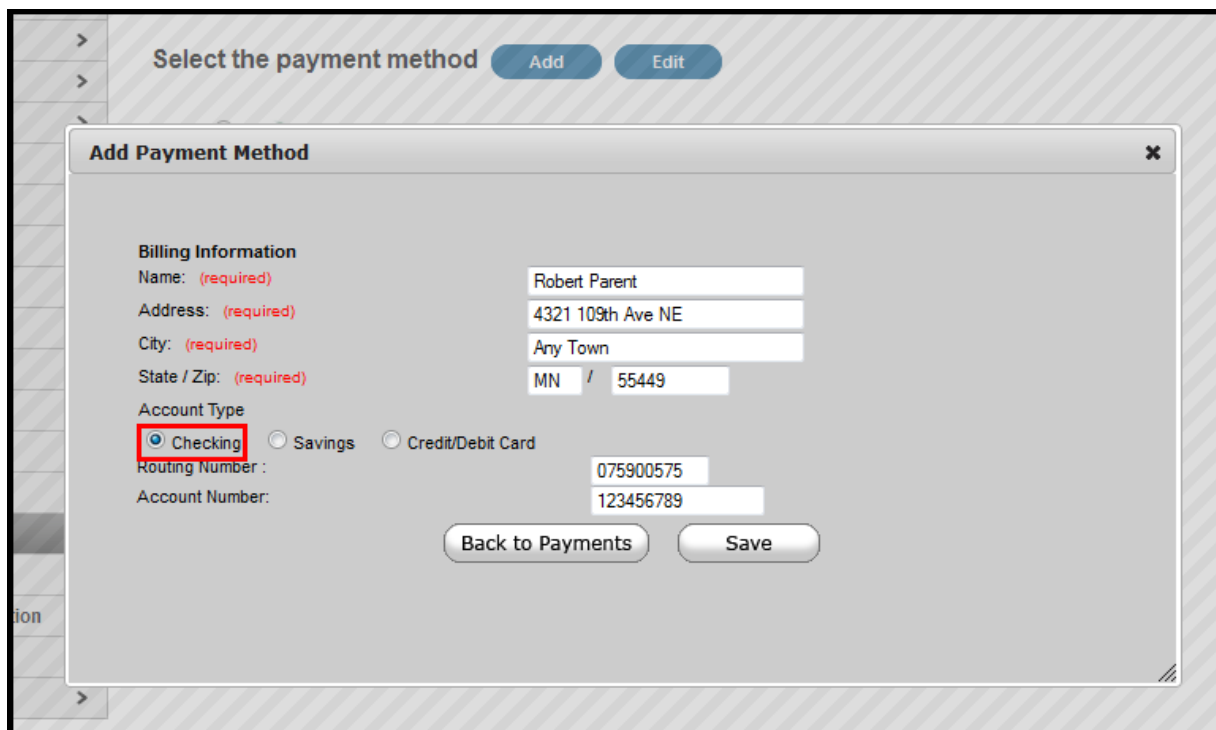 Select the payment method Add Edit
Add Payment Method
Billing Information
Name: (required) Robert Parent
Address: (required) 4321 109th Ave NE
City: (required) Any Town
State / Zip: (required) MN / 55449
Account Type
Checking Savings Credit/Debit Card
Routing Number : 075900575
Account Number: 123456789
Back to Payments Save
tion